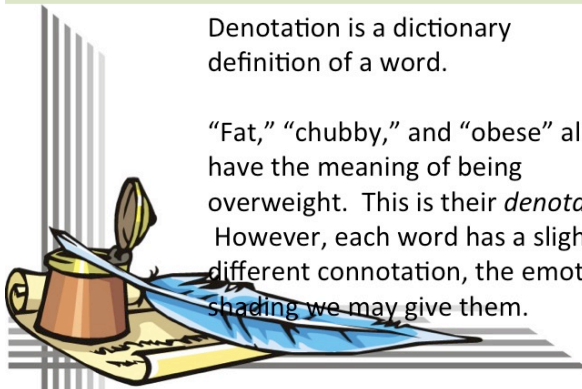 Denotation is a dictionary
definition of a word.
“Fat,” “chubby,” and “obese” al
have the meaning of being
overweight.  This is their denota
However, each word has a sligh
different connotation, the emot
shading we may give them.